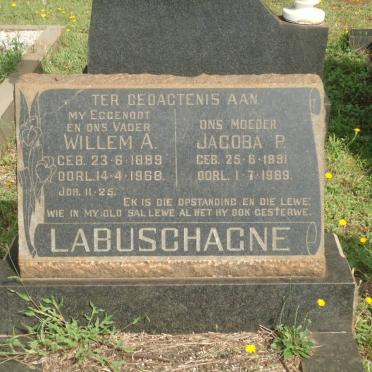 TER GEDACTENIS AAN
MY EGGENOOT
EN ONS VADER
WILLEM A.
GEB. 23-6-1889
OORL. 14-4-1968.
ONS MOEDER
JACOBA P.
GEB. 25-6-1891
OORL. 1-7-1989.
JOH. 11-25.
EK IS DIE OPSTANDING EN DIE LEWE
WIE IN MY GLO SAL LEWE AL HET HY OOK GESTERWE.
LABUSCHAGNE